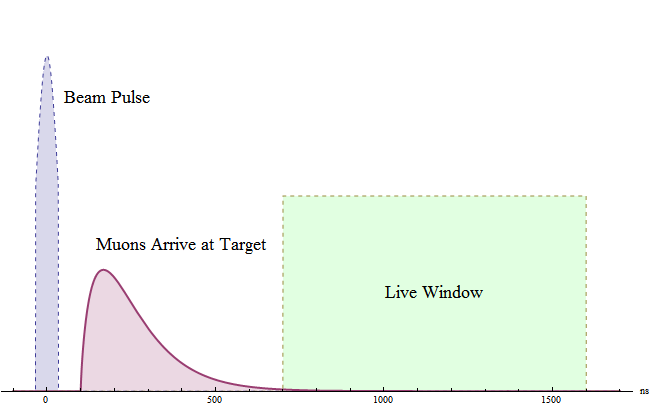 Beam Pulse
Muons Arrive at Target
Live Window
0 500 1000 1500 ns